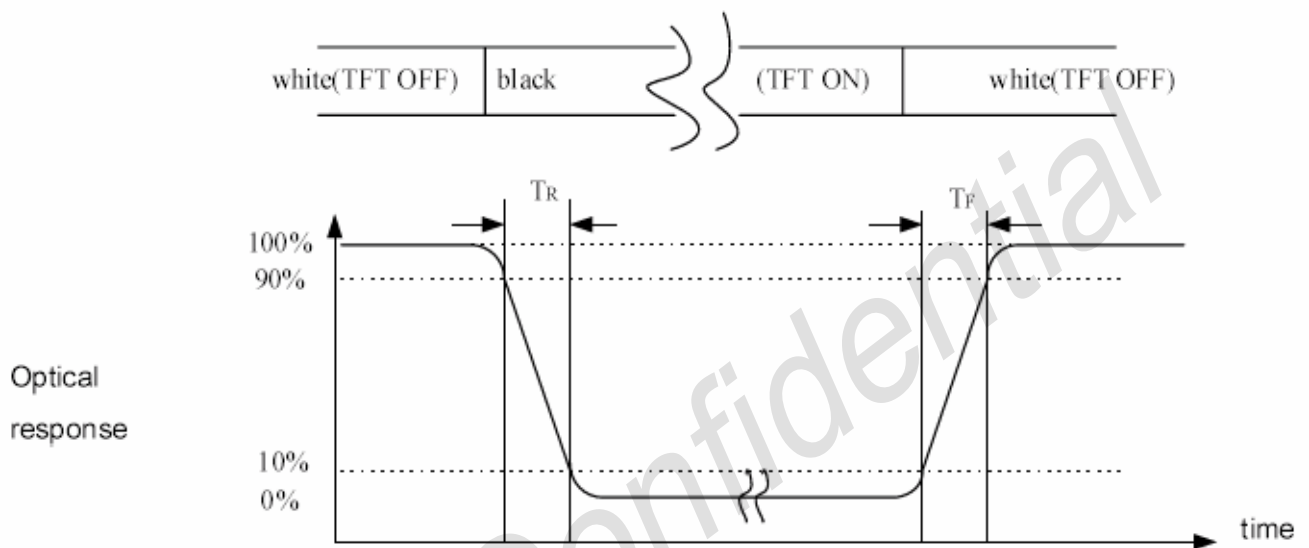 white(TFT OFF) black (TFT ON) white(TFT OFF)
TR TF
100%
90%
Optical
response
10%
0%
time
Confidential